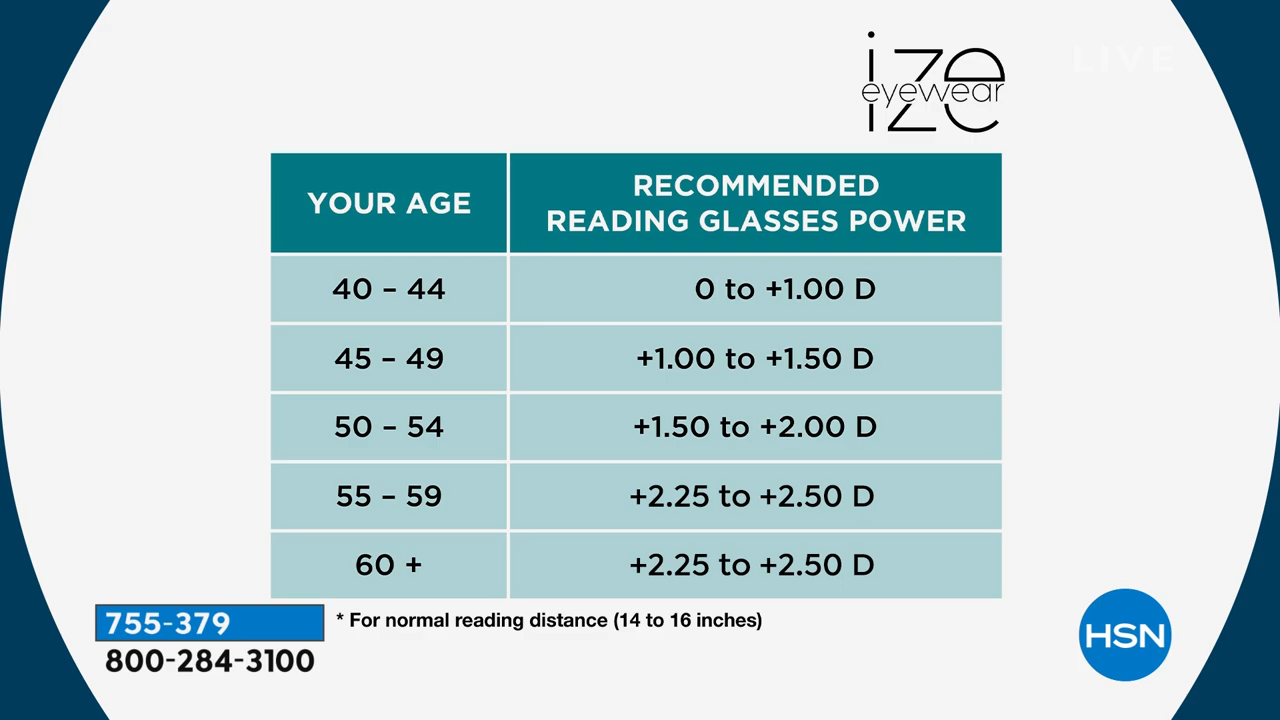 ize
eyewear
LIVE
YOUR AGE
RECOMMENDED
READING GLASSES POWER
40 – 44
0 to +1.00 D
45 – 49
+1.00 to +1.50 D
50 – 54
+1.50 to +2.00 D
55 – 59
+2.25 to +2.50 D
60 +
+2.25 to +2.50 D
755-379
* For normal reading distance (14 to 16 inches)
800-284-3100
HSN